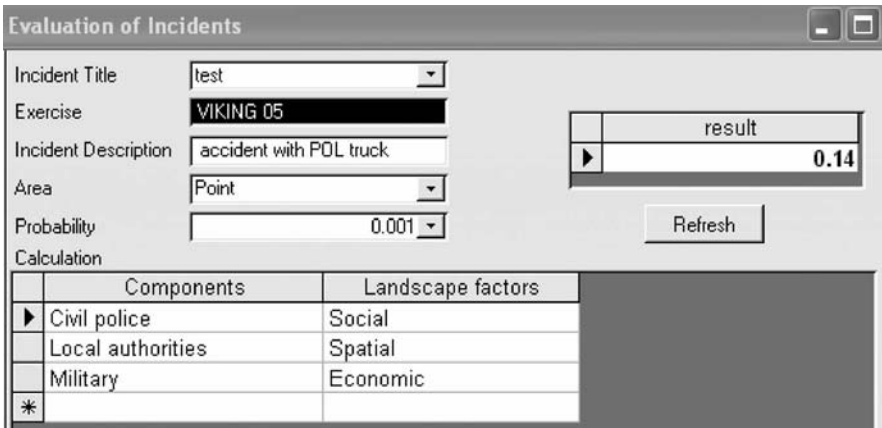 Evaluation of Incidents
Incident Title test
Exercise VIKING 05
Incident Description accident with POL truck
Area Point
Probability 0.001
result
0.14
Refresh
Calculation
Components Landscape factors
Civil police Social
Local authorities Spatial
Military Economic